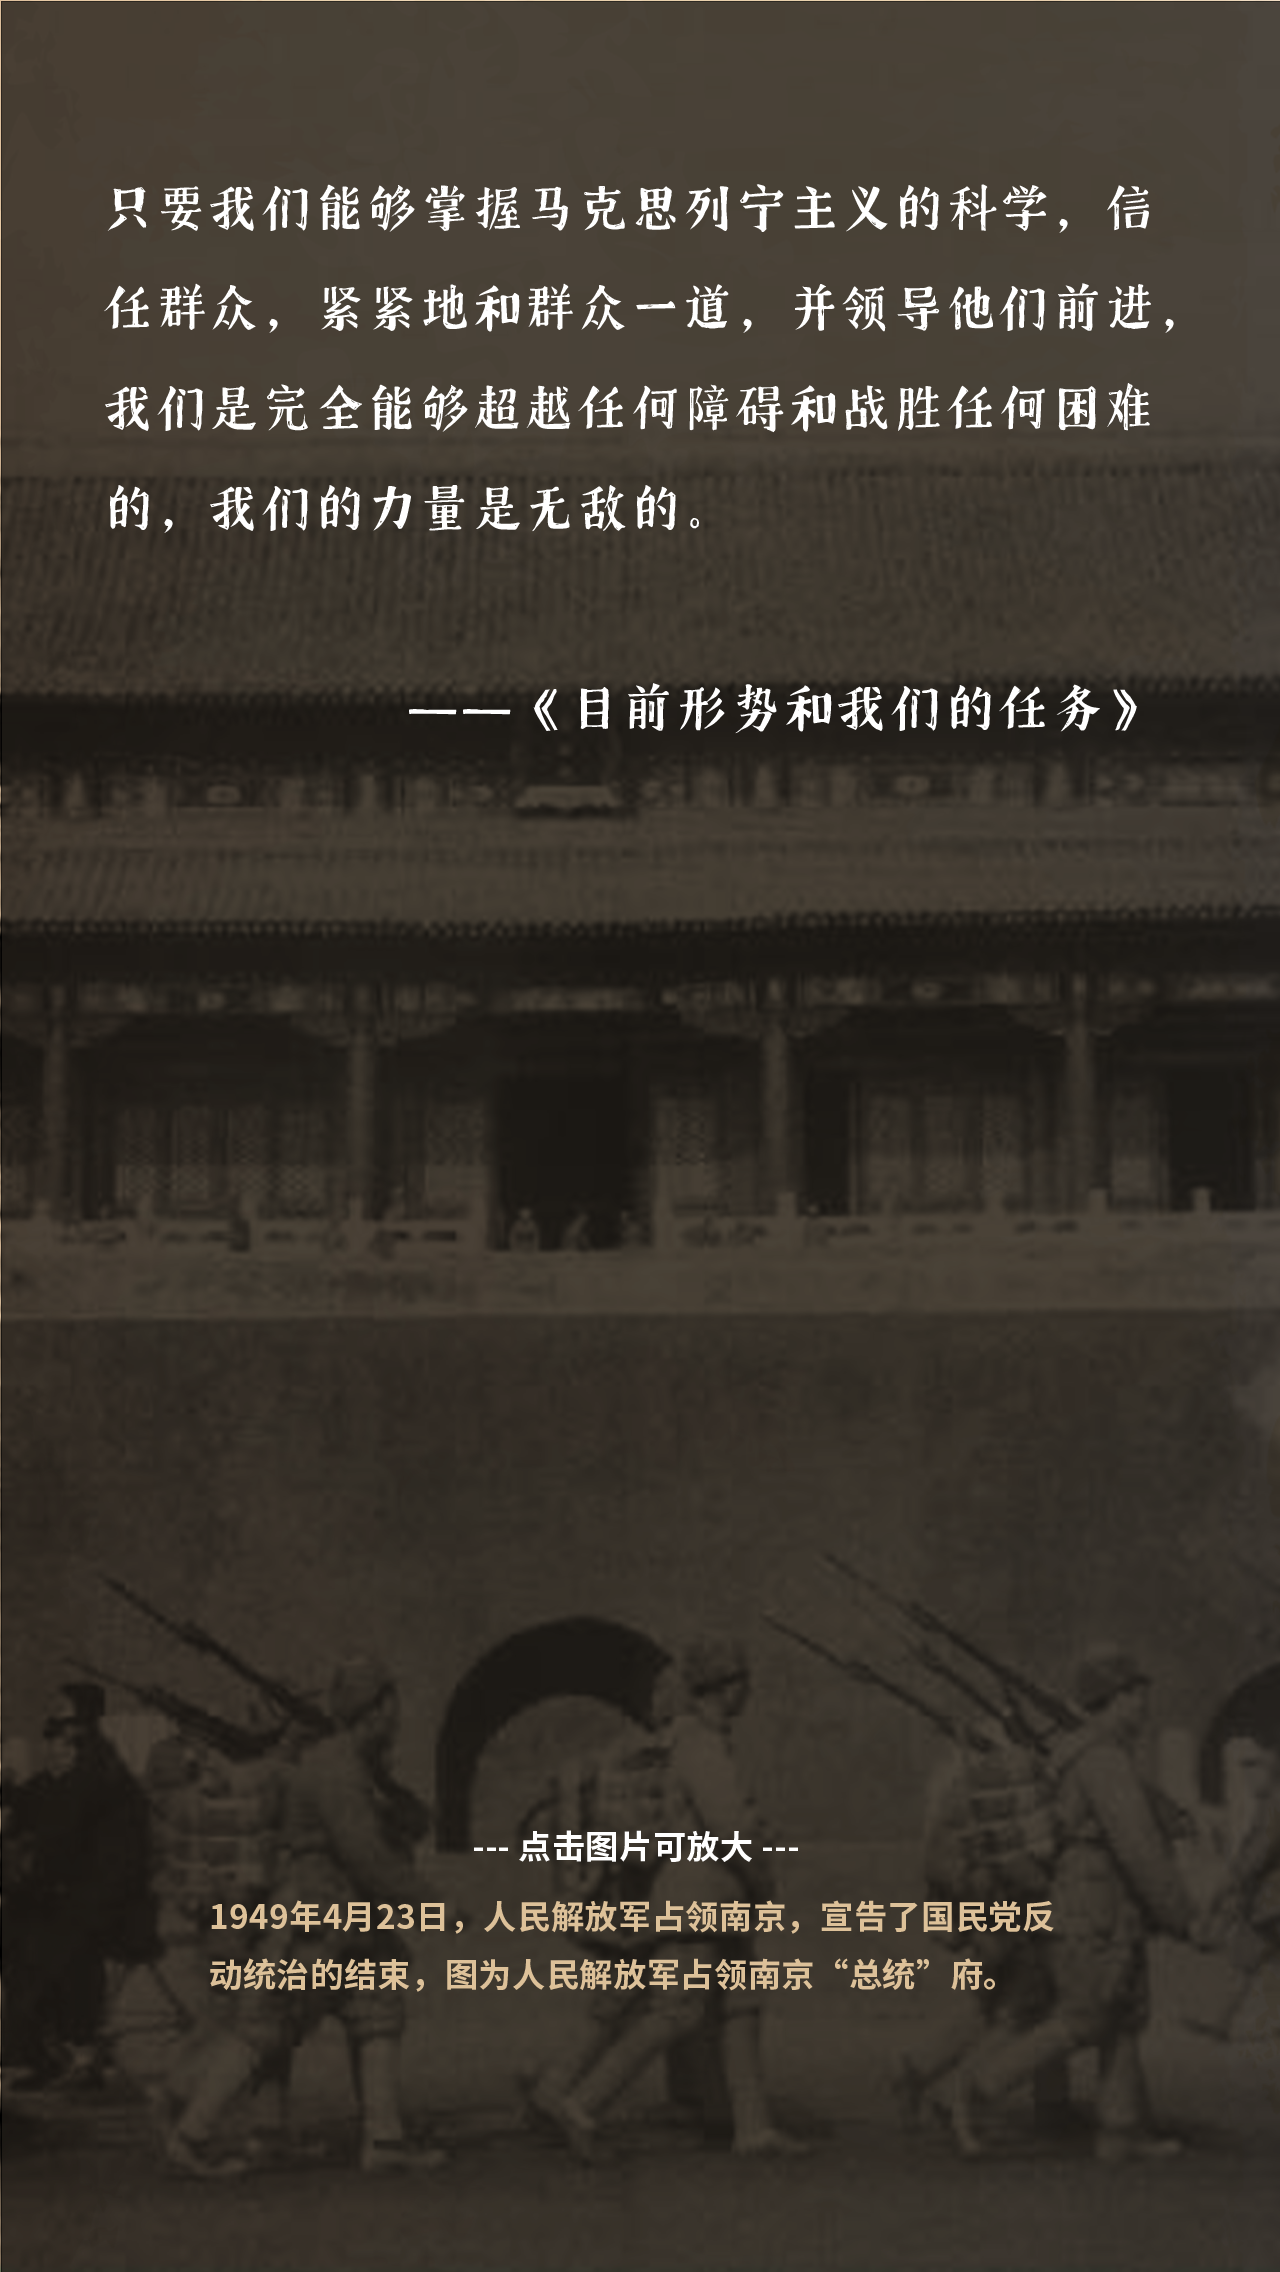 只要我们能够掌握马克思列宁主义的科学，信
任群众，紧紧地和群众一道，并领导他们前进，
我们是完全能够超越任何障碍和战胜任何困难
的，我们的力量是无敌的。
——《目前形势和我们的任务》
--- 点击图片可放大 ---
1949年4月23日，人民解放军占领南京，宣告了国民党反
动统治的结束，图为人民解放军占领南京“总统”府。